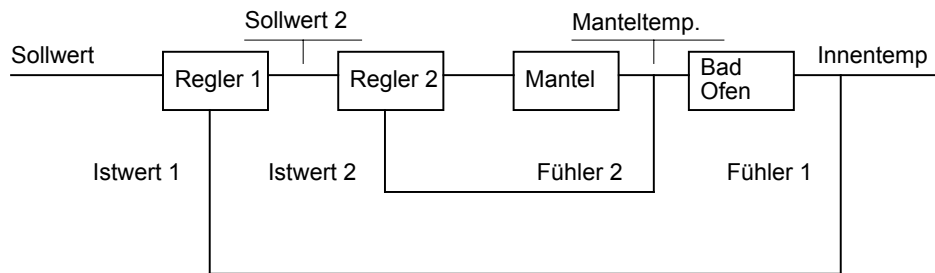 Sollwert 2
Manteltemp.
Sollwert
Regler 1
Regler 2
Mantel
Bad
Ofen
Innentemp
Istwert 1
Istwert 2
Fühler 2
Fühler 1